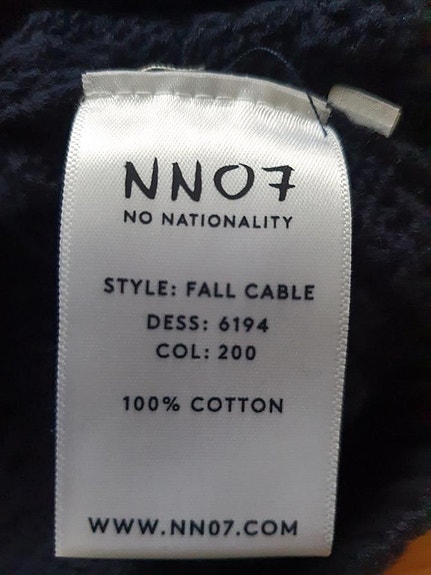 NN07
NO NATIONALITY
STYLE: FALL CABLE
DESS: 6194
COL: 200
100% COTTON
WWW.NN07.COM